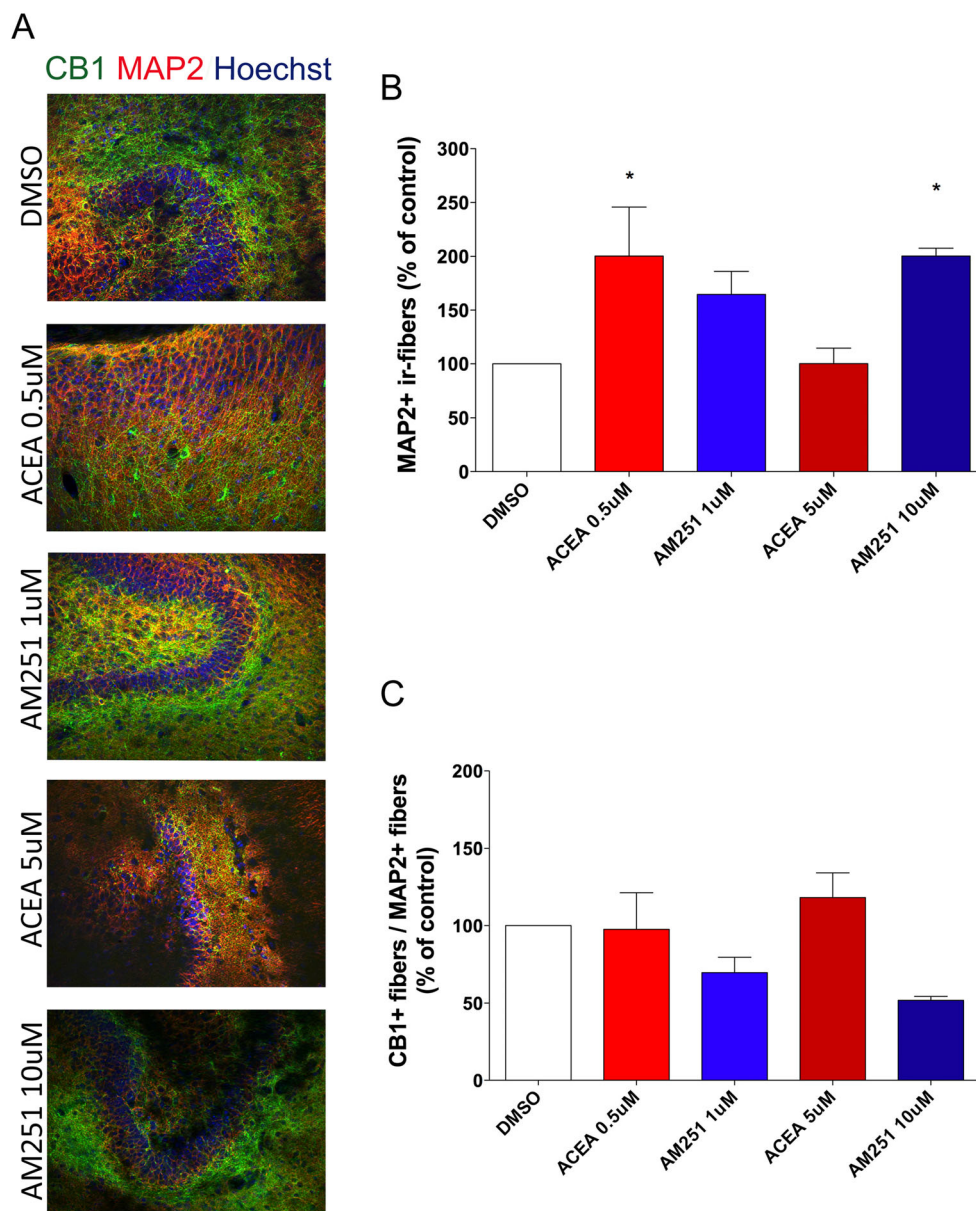 A
CB1 MAP2 Hoechst
DMSO
ACEA 0.5uM
AM251 1uM
ACEA 5uM
AM251 10uM
B
MAP2+ ir-fibers (% of control)
300
250
200
150
100
50
0
*
*
DMSO
ACEA 0.5uM
AM251 1uM
ACEA 5uM
AM251 10uM
C
CB1+ fibers / MAP2+ fibers
(% of control)
200
150
100
50
0
DMSO
ACEA 0.5uM
AM251 1uM
ACEA 5uM
AM251 10uM